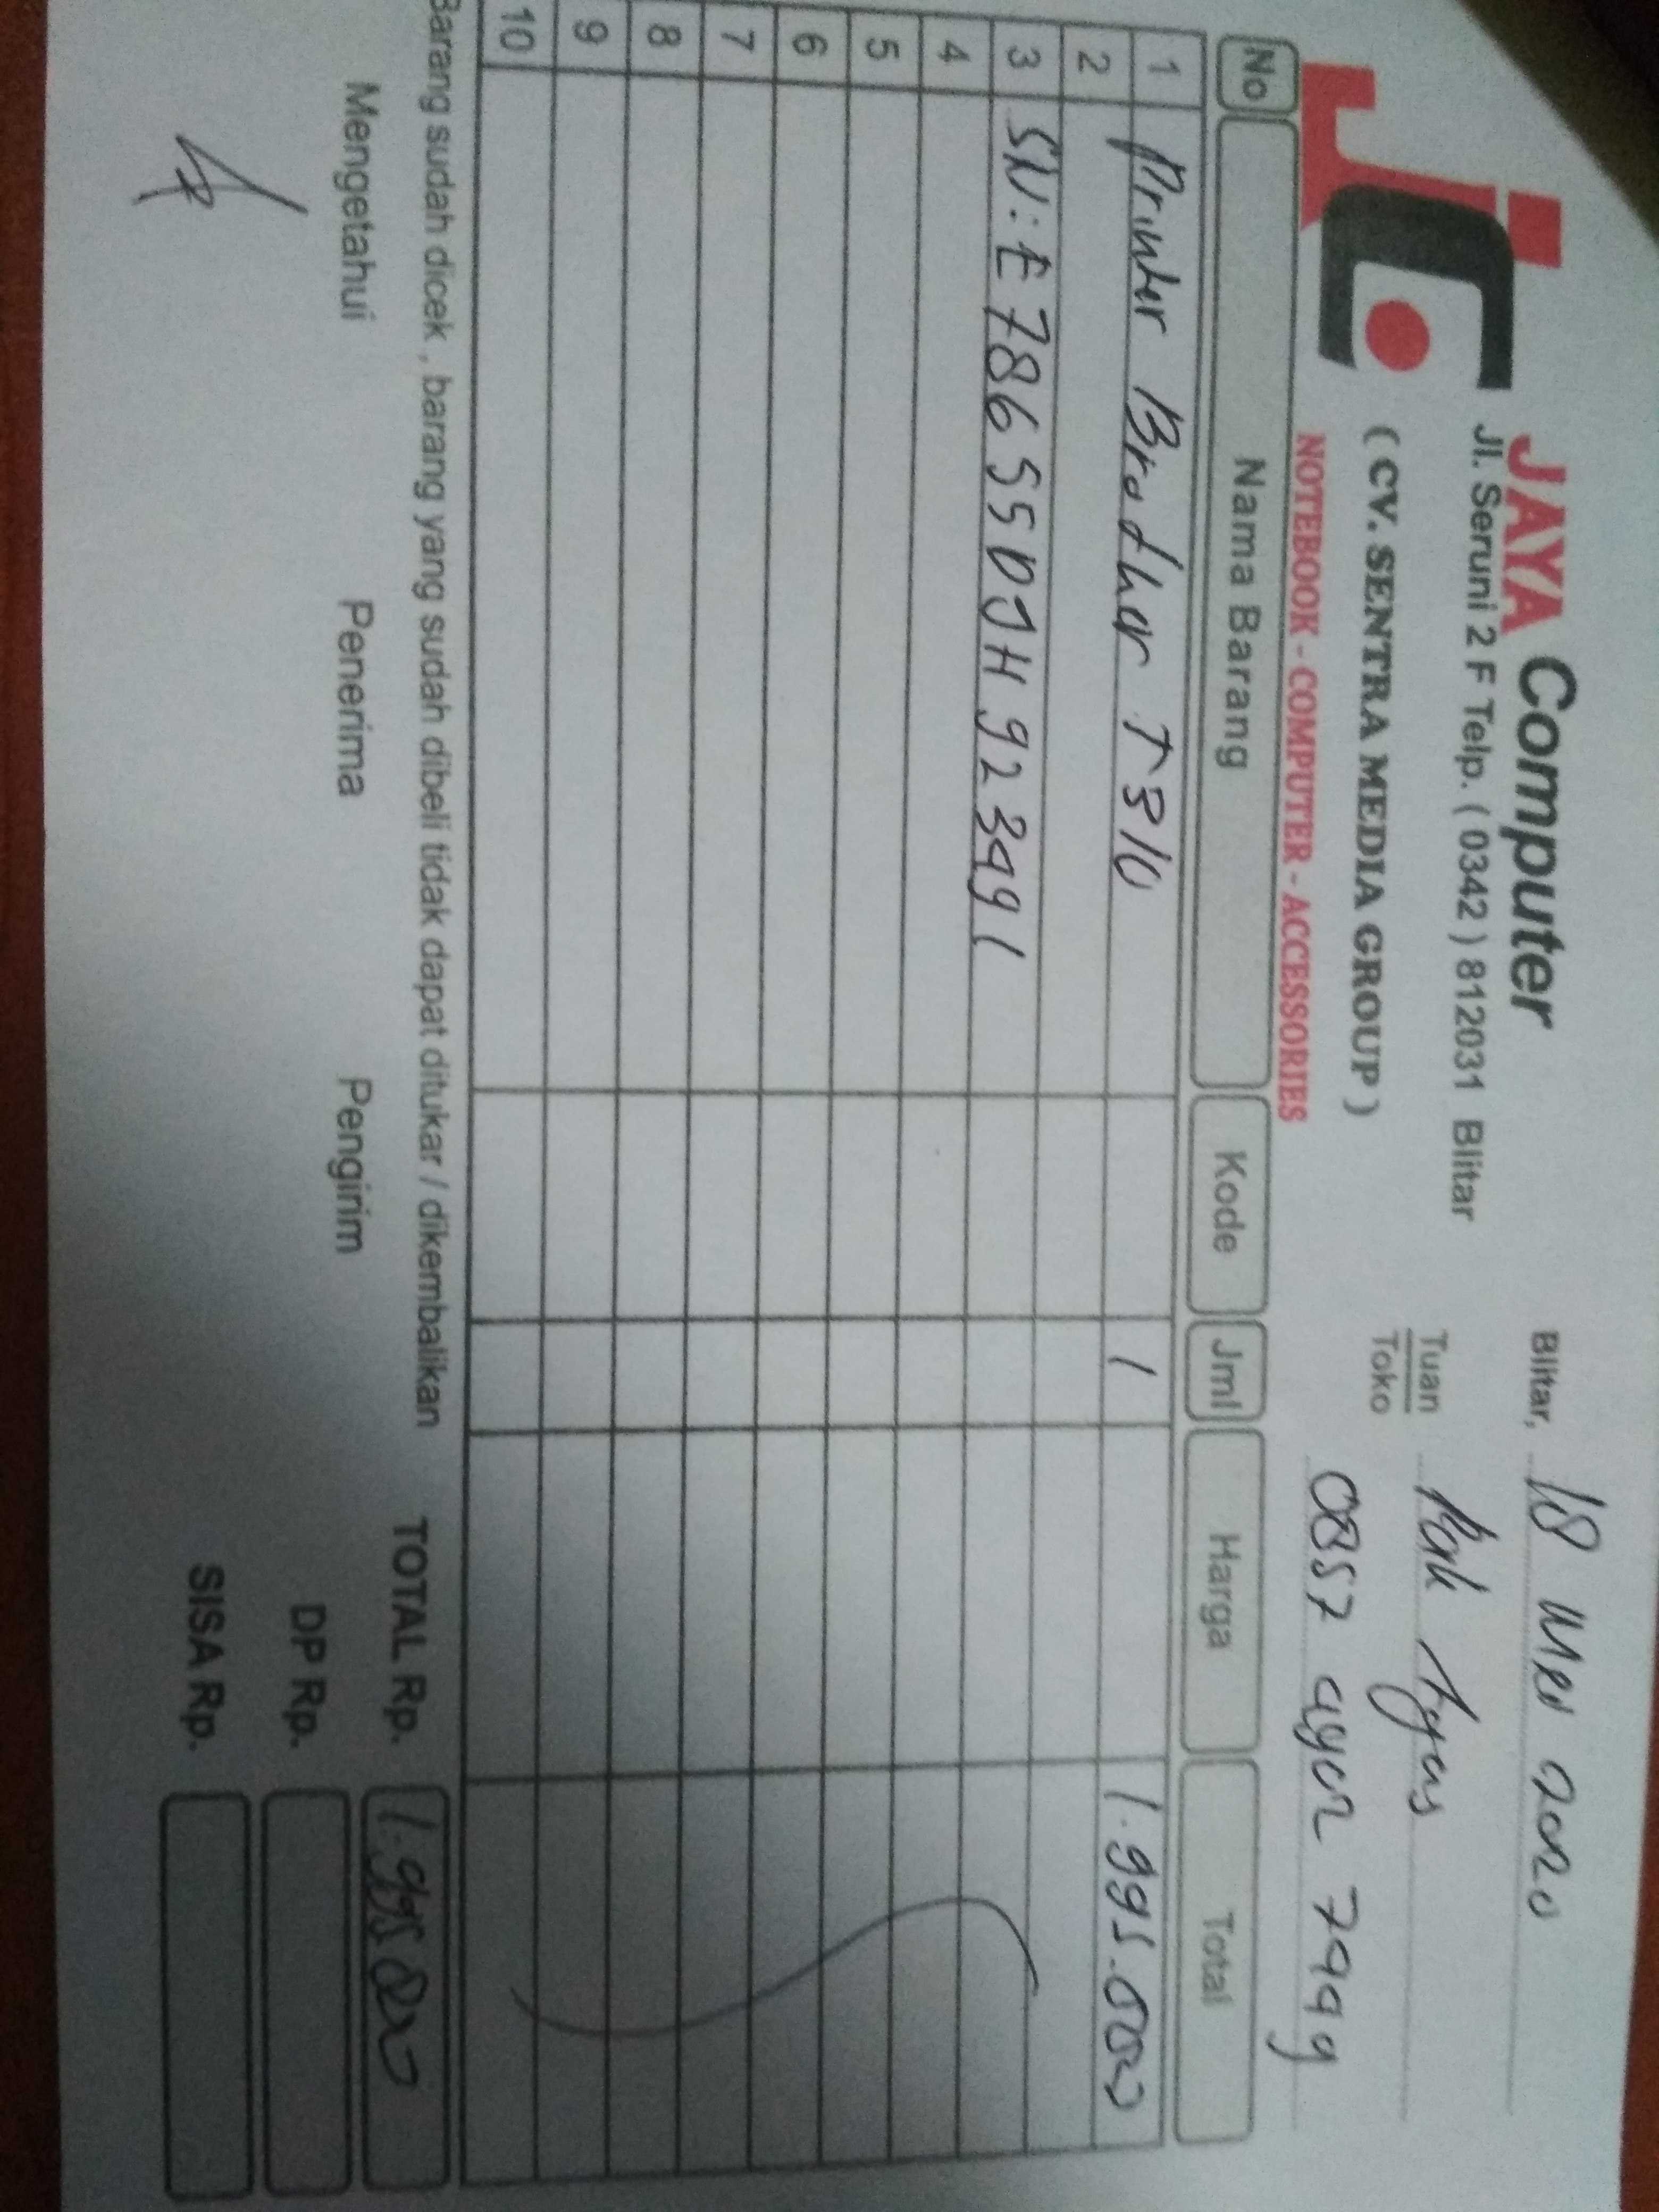 JAYA Computer
Jl. Seruni 2 F Telp. ( 0342 ) 812031 Blitar
( CV. SENTRA MEDIA GROUP )
NOTEBOOK - COMPUTER - ACCESSORIES
Blitar, 18 Mei 2020
Tuan Pak Agus
Toko
0857 4942 7949
No Nama Barang Kode Jml Harga Total
1 Printer Brother T310 1 1.995.000
2
3 SN : E78655D0H923491
4
5
6
7
8
9
10
Barang sudah dicek , barang yang sudah dibeli tidak dapat ditukar / dikembalikan
TOTAL Rp. 1.995.000
Mengetahui Penerima Pengirim
DP Rp.
SISA Rp.